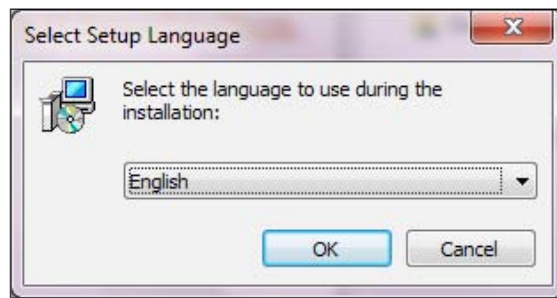 Select Setup Language
Select the language to use during the
installation:
English
OK
Cancel